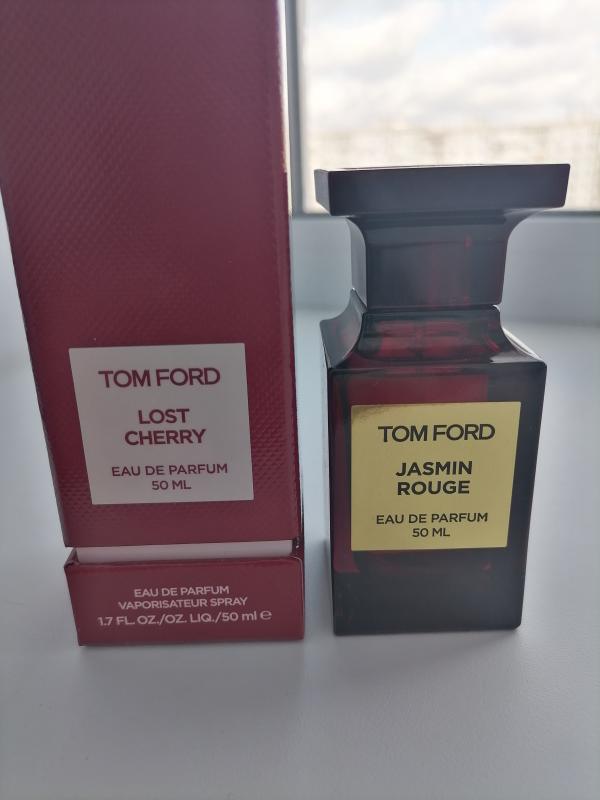 TOM FORD
LOST
CHERRY
EAU DE PARFUM
50 ML
EAU DE PARFUM
VAPORISATEUR SPRAY
1.7 FL. OZ./OZ. LIQ./50 ml ℮
TOM FORD
JASMIN
ROUGE
EAU DE PARFUM
50 ML